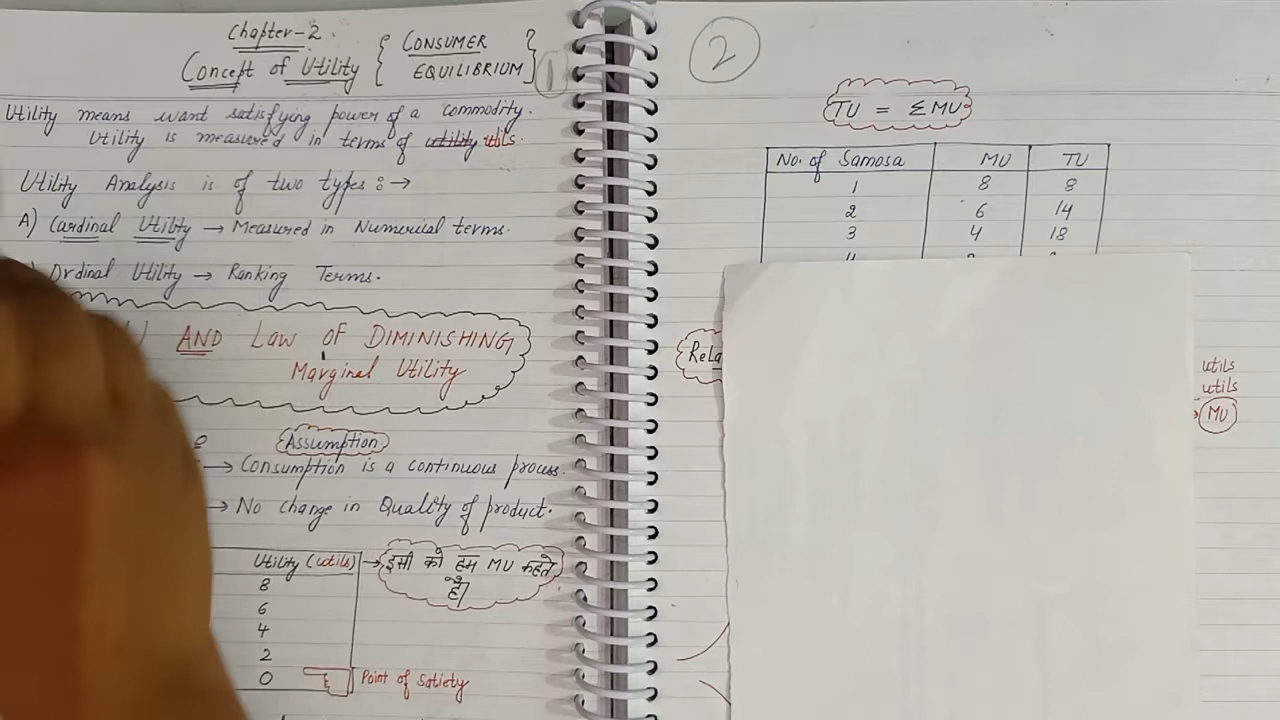 Chapter-2.
Concept of Utility { CONSUMER EQUILIBRIUM }
1
Utility means want satisfying power of a commodity.
Utility is measured in terms of utility utils.
Utility Analysis is of two types :→
A) Cardinal Utility → Measured in Numerical terms.
) Ordinal Utility → Ranking Terms.
AND Law of DIMINISHING
Marginal Utility
Assumption
→ Consumption is a continuous process.
→ No change in Quality of product.
Utility (utils) → इसी को हम MU कहते है।
8
6
4
2
0 Point of Satiety
2
TU = ΣMU
No. of Samosa MU TU
1 8 8
2 6 14
3 4 18
Rela
utils
utils
→ MU